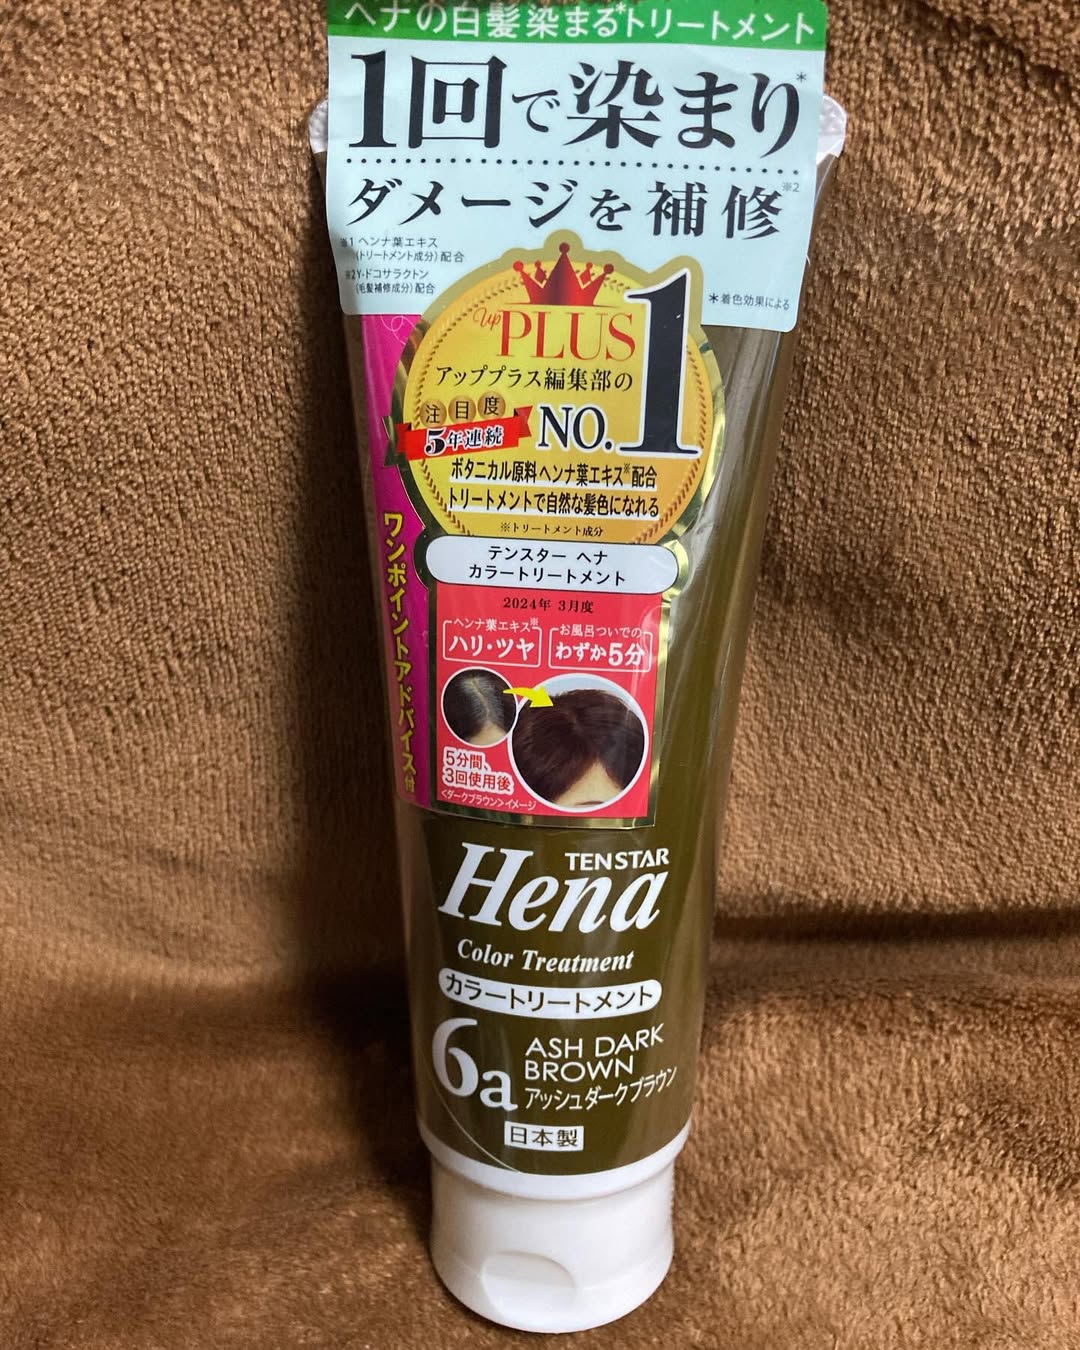 ヘナの白髪染まる*トリートメント
1回で染まり*
ダメージを補修※2
※1 ヘンナ葉エキス
(トリートメント成分)配合
※2 Y-ドコサラクトン
(毛髪補修成分)配合
*着色効果による
up PLUS
アッププラス編集部の
注目度
5年連続
NO.1
ボタニカル原料ヘンナ葉エキス※配合
トリートメントで自然な髪色になれる
※トリートメント成分
テンスター ヘナ
カラートリートメント
2024年 3月度
ヘンナ葉エキス※
ハリ・ツヤ
お風呂ついでの
わずか5分
5分間、
3回使用後
<ダークブラウン>イメージ
ワンポイントアドバイス付
TENSTAR
Hena
Color Treatment
カラートリートメント
6a
ASH DARK
BROWN
アッシュダークブラウン
日本製